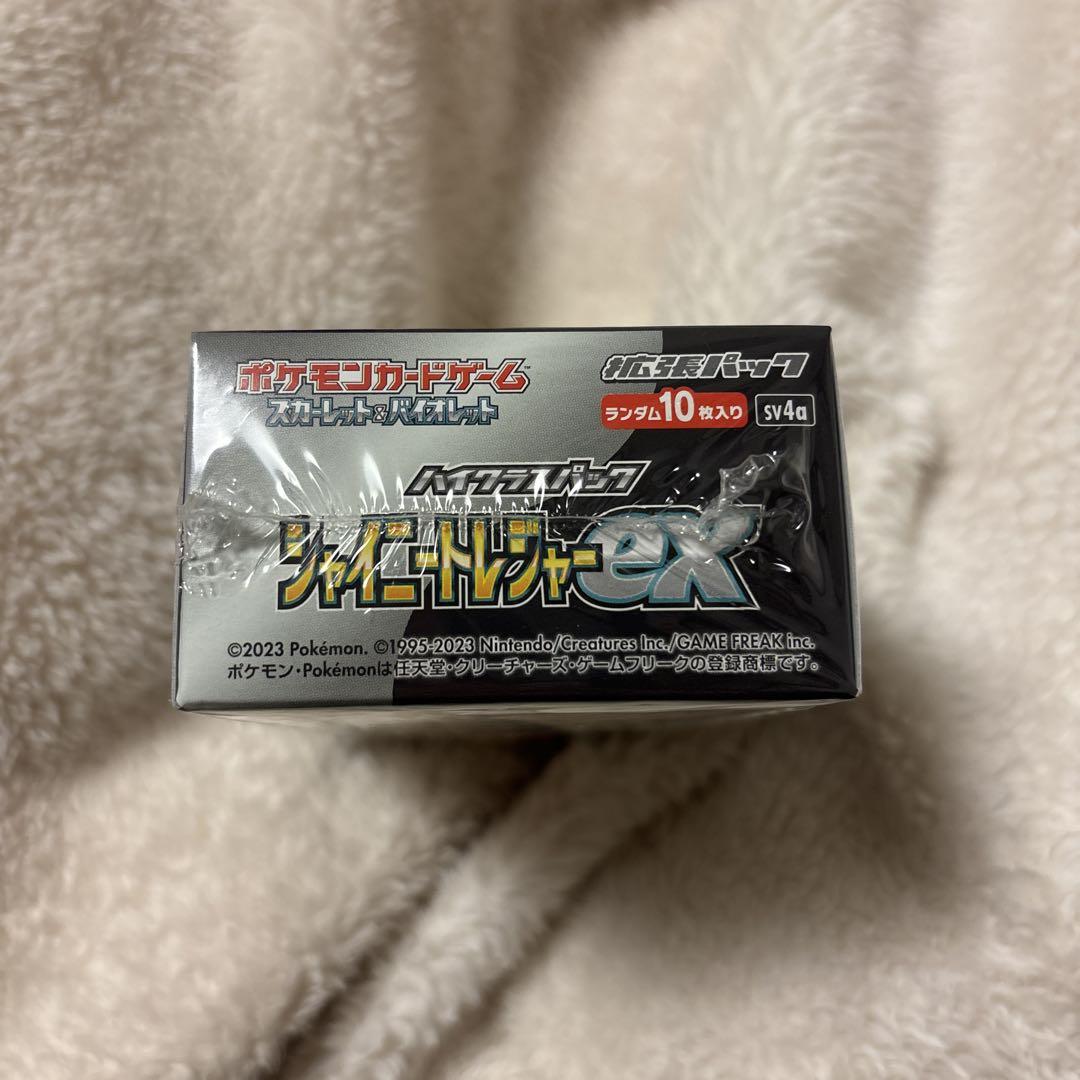 ポケモンカードゲーム™
スカーレット&バイオレット
拡張パック
ランダム10枚入り sv4a
ハイクラスパック
シャイニートレジャーex
©2023 Pokémon. ©1995-2023 Nintendo/Creatures Inc./GAME FREAK inc.
ポケモン・Pokémonは任天堂・クリーチャーズ・ゲームフリークの登録商標です。